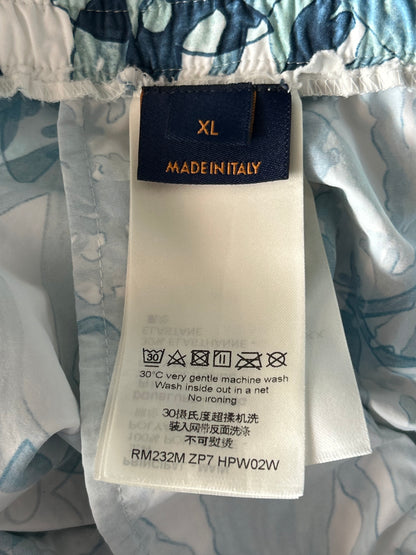 XL
MADE IN ITALY
30
30°C very gentle machine wash
Wash inside out in a net
No ironing
30摄氏度超揉机洗
装入网带反面洗涤
不可熨烫
RM232M ZP7 HPW02W